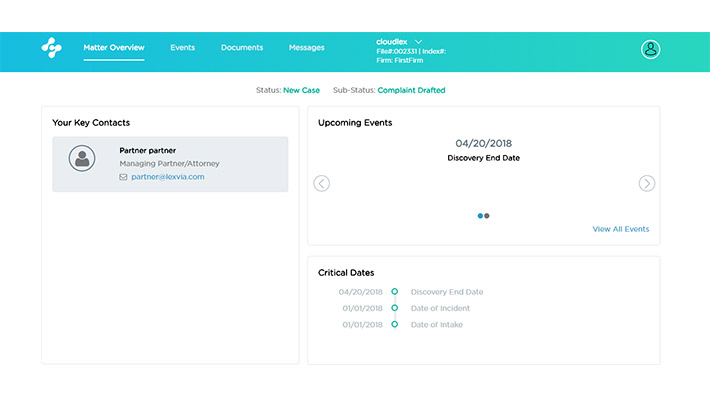 Matter Overview
Events
Documents
Messages
cloudlex
File#:002331 | Index#:
Firm: FirstFirm
Status: New Case Sub-Status: Complaint Drafted
Your Key Contacts
Partner partner
Managing Partner/Attorney
partner@lexvia.com
Upcoming Events
04/20/2018
Discovery End Date
View All Events
Critical Dates
04/20/2018 Discovery End Date
01/01/2018 Date of Incident
01/01/2018 Date of Intake